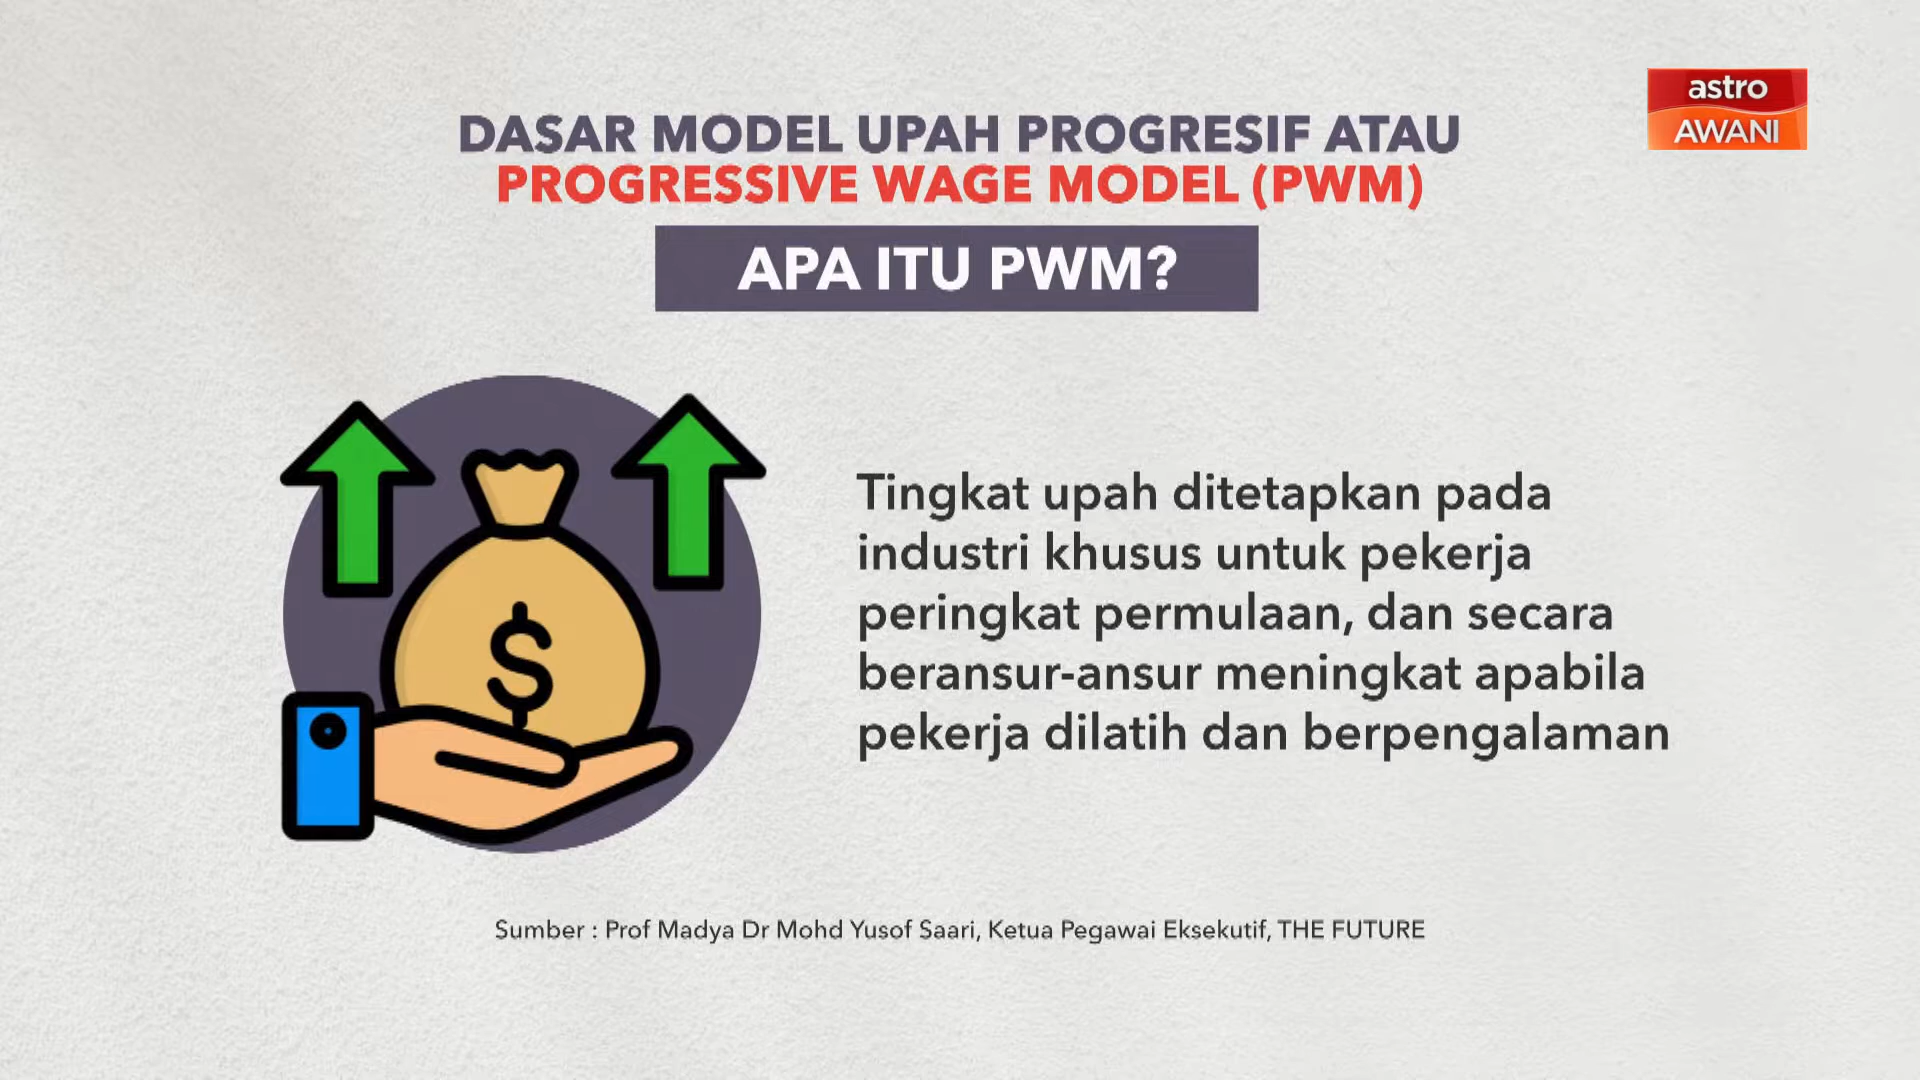 astro
AWANI
DASAR MODEL UPAH PROGRESIF ATAU
PROGRESSIVE WAGE MODEL (PWM)
APA ITU PWM?
$
Tingkat upah ditetapkan pada
industri khusus untuk pekerja
peringkat permulaan, dan secara
beransur-ansur meningkat apabila
pekerja dilatih dan berpengalaman
Sumber : Prof Madya Dr Mohd Yusof Saari, Ketua Pegawai Eksekutif, THE FUTURE